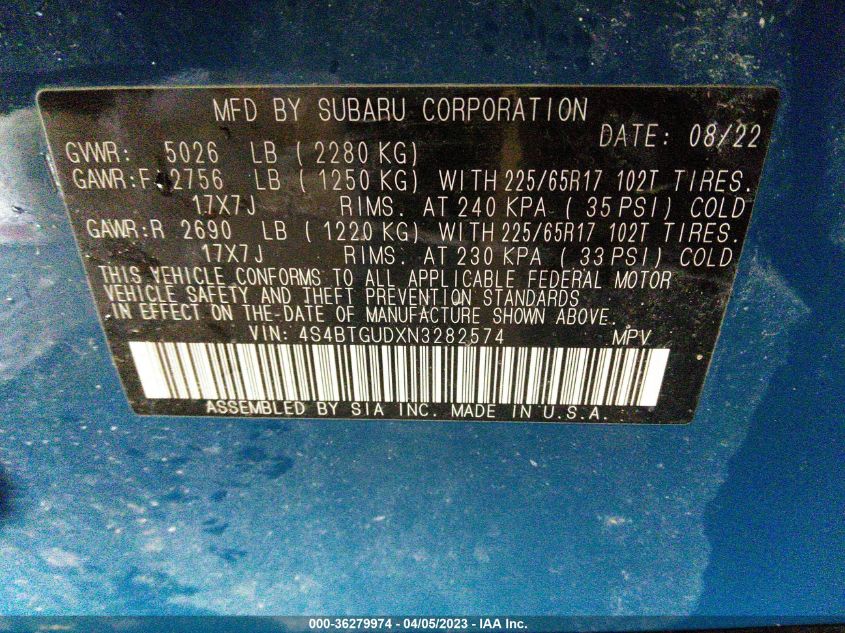 MFD BY SUBARU CORPORATION
DATE: 08/22
GVWR: 5026 LB ( 2280 KG)
GAWR:F 2756 LB ( 1250 KG) WITH 225/65R17 102T TIRES.
17X7J RIMS. AT 240 KPA ( 35 PSI) COLD
GAWR:R 2690 LB ( 1220 KG) WITH 225/65R17 102T TIRES.
17X7J RIMS. AT 230 KPA ( 33 PSI) COLD
THIS VEHICLE CONFORMS TO ALL APPLICABLE FEDERAL MOTOR
VEHICLE SAFETY AND THEFT PREVENTION STANDARDS
IN EFFECT ON THE-DATE OF MANUFACTURE SHOWN ABOVE.
VIN: 4S4BTGUDXN3282574 MPV
ASSEMBLED BY SIA INC. MADE IN U.S.A.
000-36279974 - 04/05/2023 - IAA Inc.